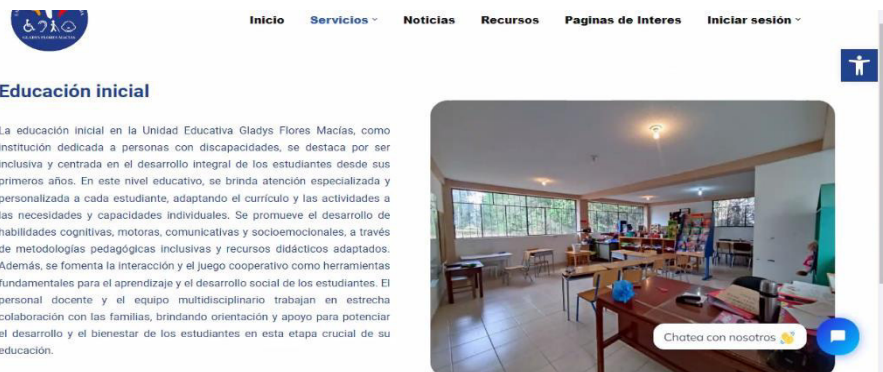 Inicio Servicios Noticias Recursos Paginas de Interes Iniciar sesión
GLADYS FLORES MACÍAS
Educación inicial
La educación inicial en la Unidad Educativa Gladys Flores Macías, como
institución dedicada a personas con discapacidades, se destaca por ser
inclusiva y centrada en el desarrollo integral de los estudiantes desde sus
primeros años. En este nivel educativo, se brinda atención especializada y
personalizada a cada estudiante, adaptando el currículo y las actividades a
las necesidades y capacidades individuales. Se promueve el desarrollo de
habilidades cognitivas, motoras, comunicativas y socioemocionales, a través
de metodologías pedagógicas inclusivas y recursos didácticos adaptados.
Además, se fomenta la interacción y el juego cooperativo como herramientas
fundamentales para el aprendizaje y el desarrollo social de los estudiantes. El
personal docente y el equipo multidisciplinario trabajan en estrecha
colaboración con las familias, brindando orientación y apoyo para potenciar
el desarrollo y el bienestar de los estudiantes en esta etapa crucial de su
educación.
Chatea con nosotros 👋